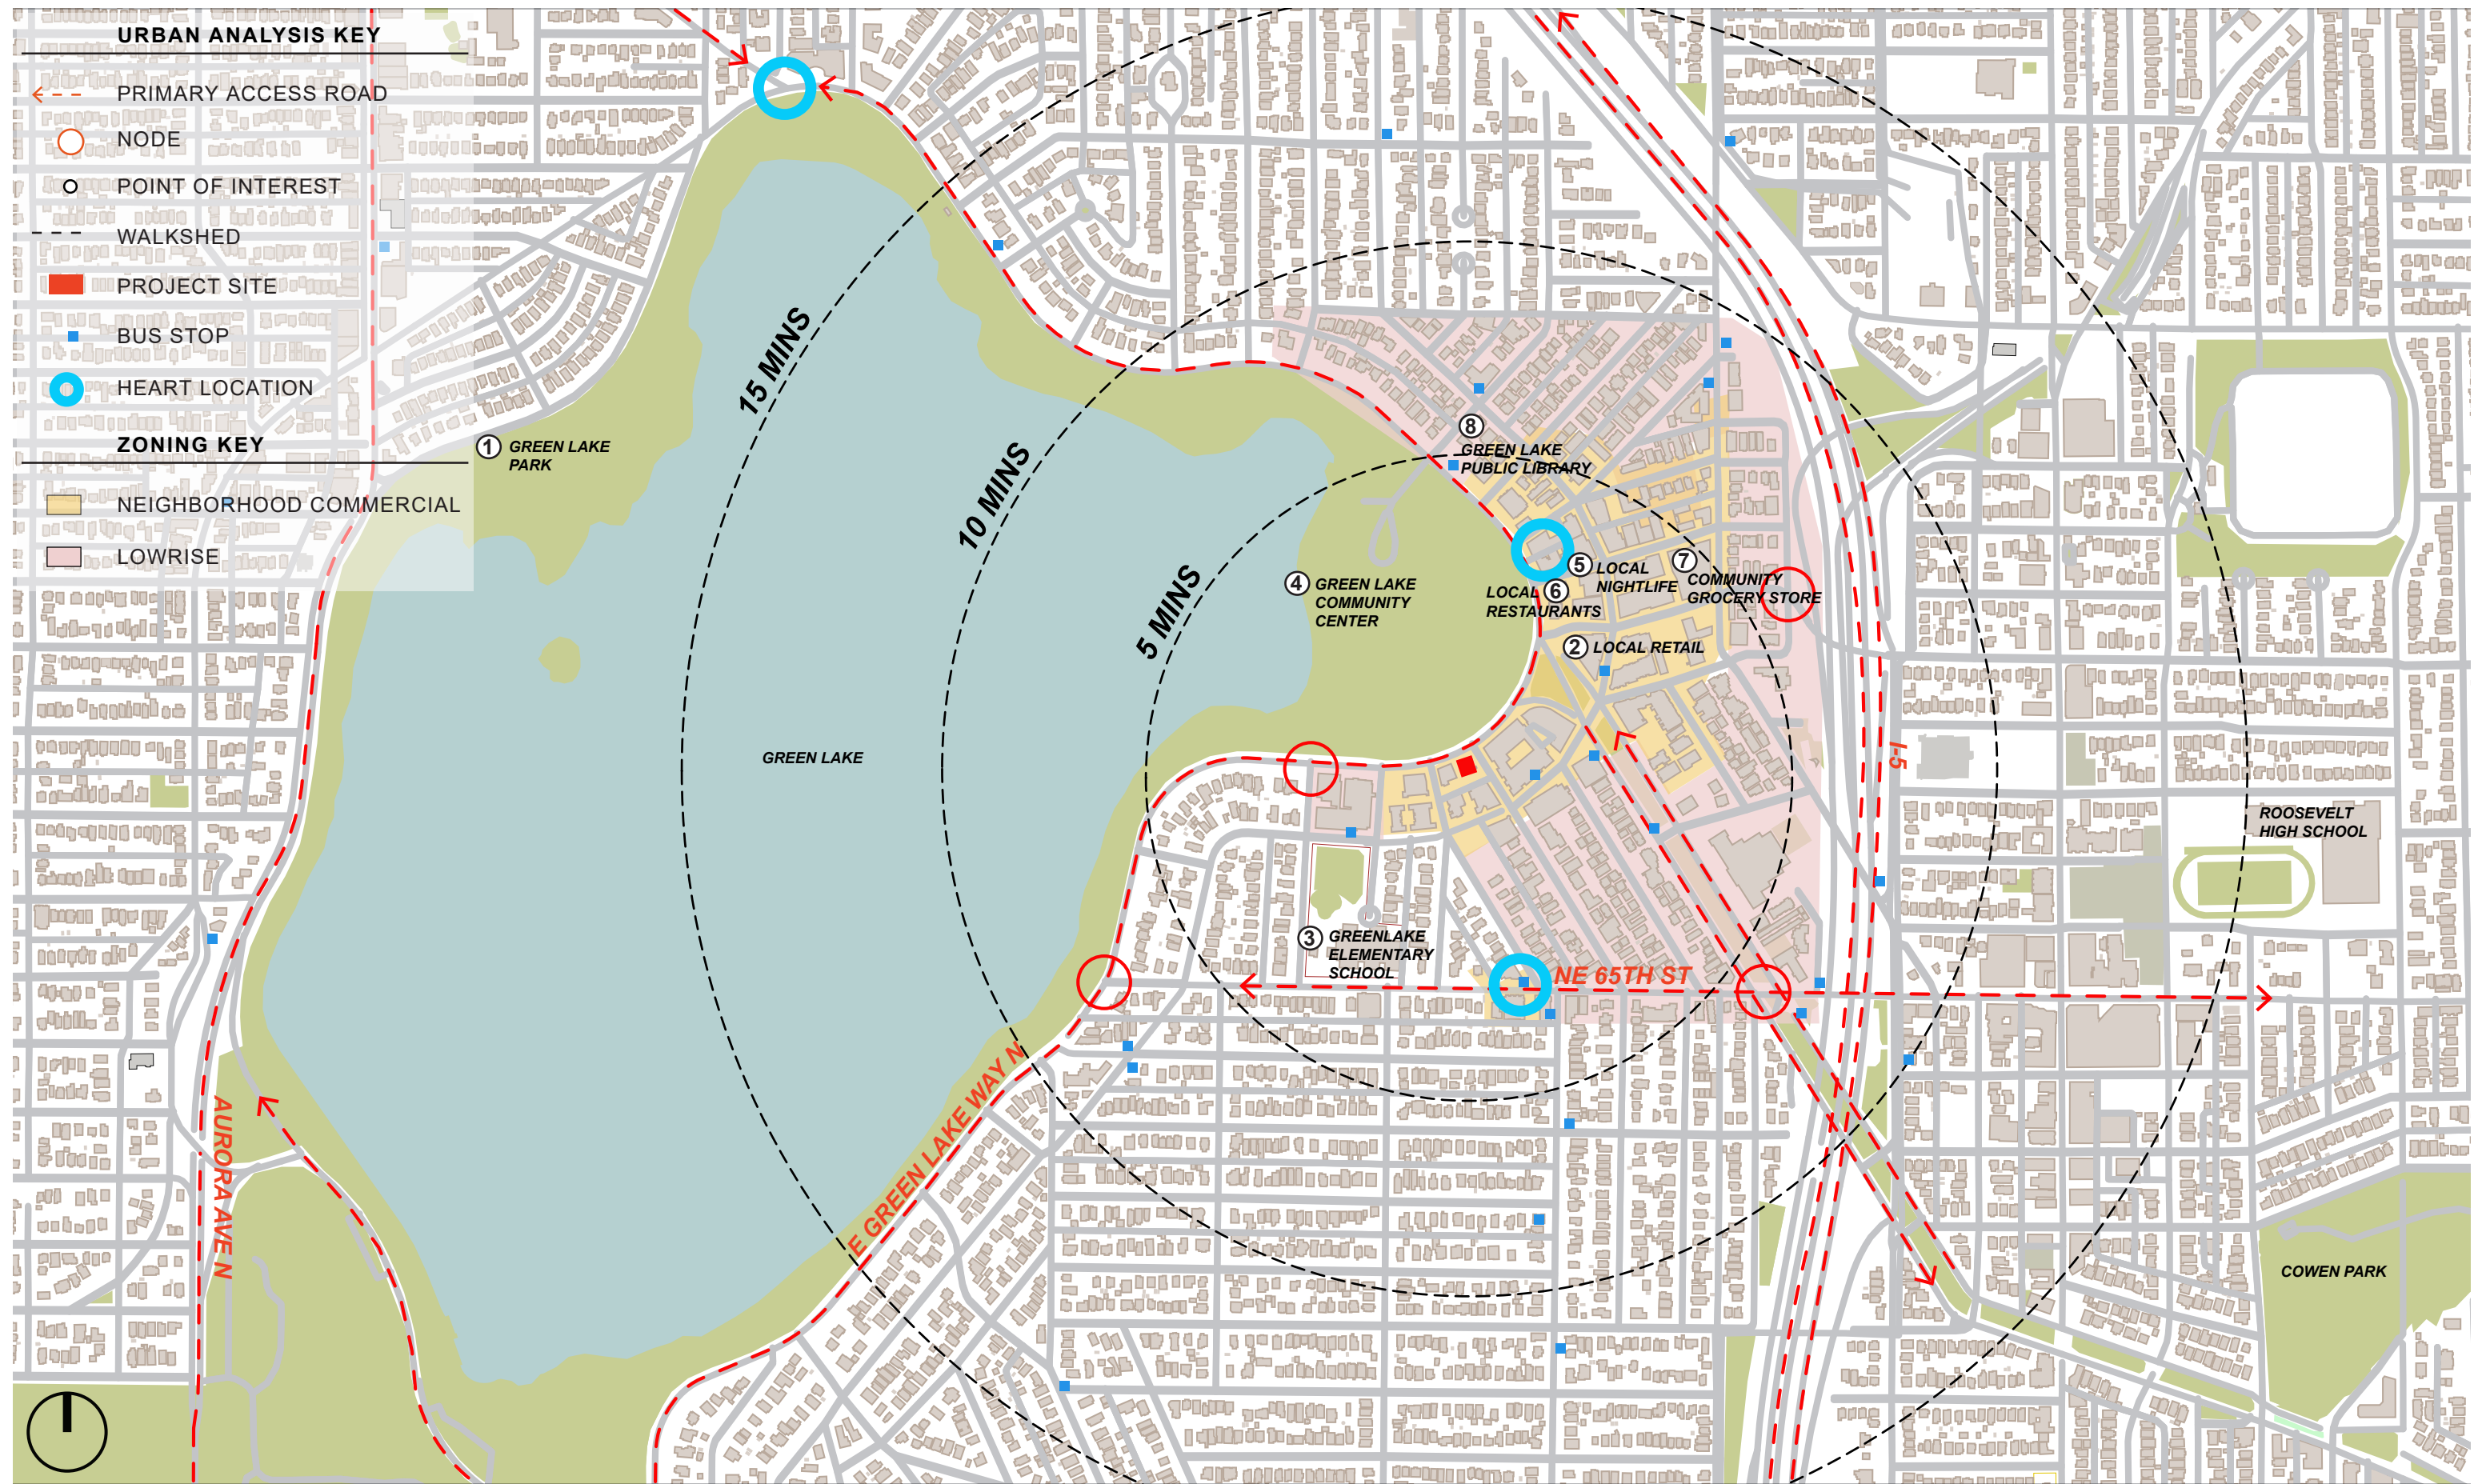 URBAN ANALYSIS KEY
PRIMARY ACCESS ROAD
NODE
POINT OF INTEREST
WALKSHED
PROJECT SITE
BUS STOP
HEART LOCATION
ZONING KEY
NEIGHBORHOOD COMMERCIAL
LOWRISE
1 GREEN LAKE
PARK
15 MINS
10 MINS
5 MINS
8
GREEN LAKE
PUBLIC LIBRARY
4 GREEN LAKE
COMMUNITY
CENTER
5 LOCAL
NIGHTLIFE
LOCAL 6
RESTAURANTS
7
COMMUNITY
GROCERY STORE
2 LOCAL RETAIL
GREEN LAKE
I-5
ROOSEVELT
HIGH SCHOOL
3 GREENLAKE
ELEMENTARY
SCHOOL
NE 65TH ST
E GREEN LAKE WAY N
AURORA AVE N
COWEN PARK